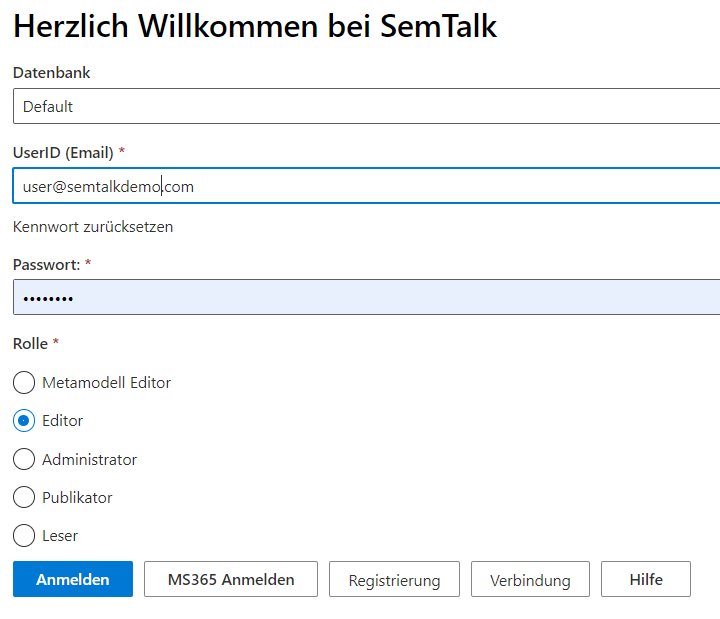 Herzlich Willkommen bei SemTalk
Datenbank
Default
UserID (Email) *
user@semtalkdemo.com
Kennwort zurücksetzen
Passwort: *
••••••••
Rolle *
Metamodell Editor
Editor
Administrator
Publikator
Leser
Anmelden MS365 Anmelden Registrierung Verbindung Hilfe